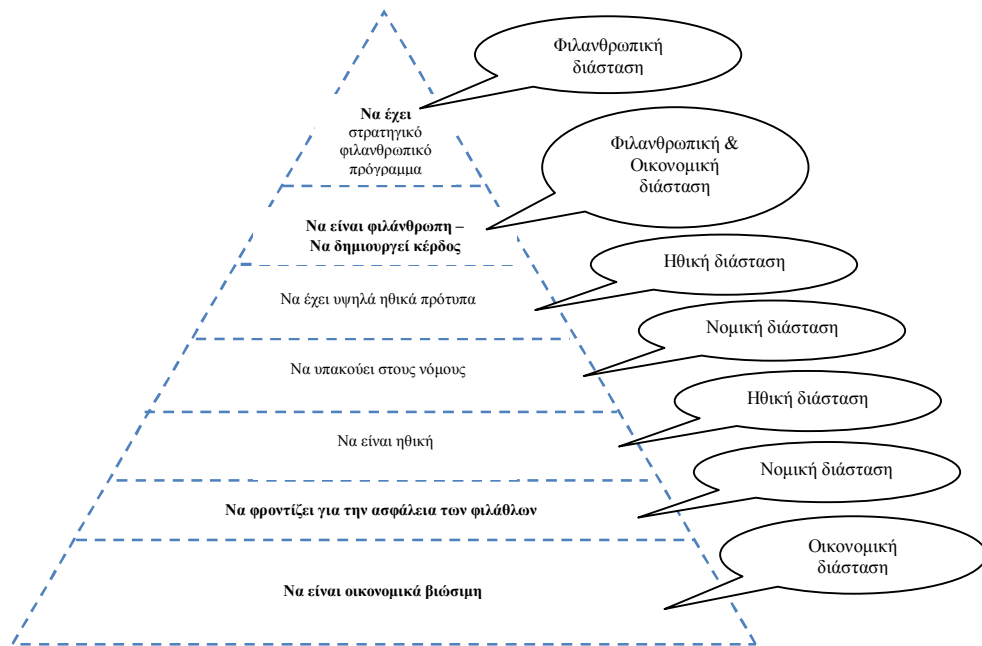 Φιλανθρωπική
διάσταση
Να έχει
στρατηγικό
φιλανθρωπικό
πρόγραμμα
Φιλανθρωπική &
Οικονομική
διάσταση
Να είναι φιλάνθρωπη –
Να δημιουργεί κέρδος
Ηθική διάσταση
Να έχει υψηλά ηθικά πρότυπα
Νομική διάσταση
Να υπακούει στους νόμους
Ηθική διάσταση
Να είναι ηθική
Νομική διάσταση
Να φροντίζει για την ασφάλεια των φιλάθλων
Οικονομική
διάσταση
Να είναι οικονομικά βιώσιμη